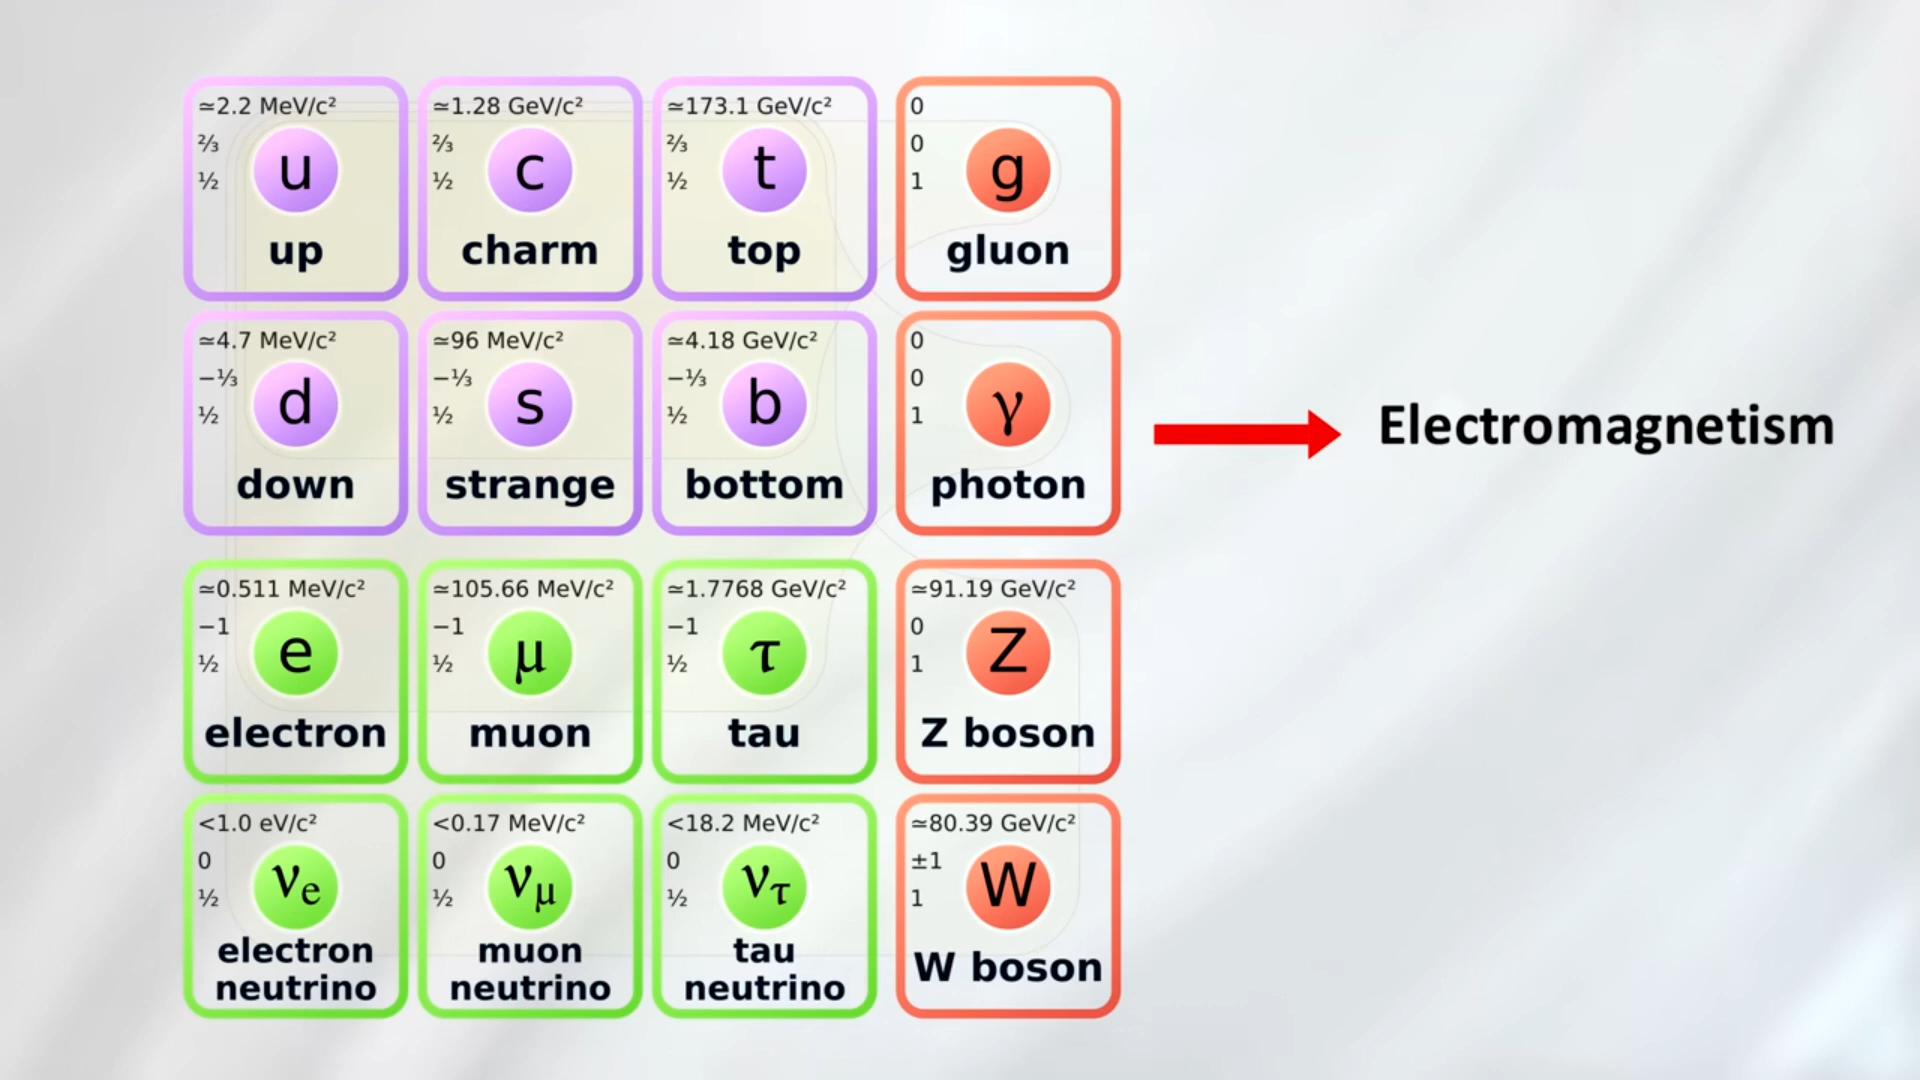 ≃2.2 MeV/c²
⅔
½
u
up
≃1.28 GeV/c²
⅔
½
c
charm
≃173.1 GeV/c²
⅔
½
t
top
0
0
1
g
gluon
≃4.7 MeV/c²
−⅓
½
d
down
≃96 MeV/c²
−⅓
½
s
strange
≃4.18 GeV/c²
−⅓
½
b
bottom
0
0
1
γ
photon
Electromagnetism
≃0.511 MeV/c²
−1
½
e
electron
≃105.66 MeV/c²
−1
½
μ
muon
≃1.7768 GeV/c²
−1
½
τ
tau
≃91.19 GeV/c²
0
1
Z
Z boson
<1.0 eV/c²
0
½
νe
electron
neutrino
<0.17 MeV/c²
0
½
νμ
muon
neutrino
<18.2 MeV/c²
0
½
ντ
tau
neutrino
≃80.39 GeV/c²
±1
1
W
W boson